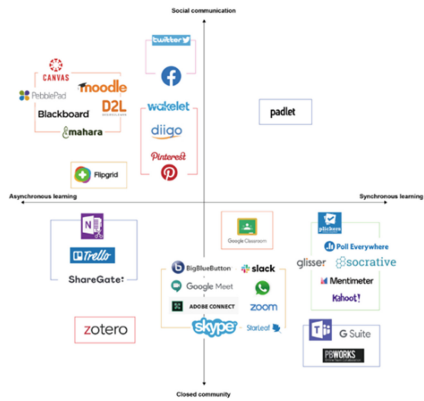 Social communication
twitter
CANVAS
PebblePad
moodle
Blackboard
D2L
mahara
wakelet
diigo
Pinterest
padlet
Flipgrid
Asynchronous learning
Synchronous learning
N
Trello
ShareGate
Google Classroom
plickers
Poll Everywhere
glisser
socrative
Mentimeter
Kahoot!
BigBlueButton
slack
Google Meet
ADOBE CONNECT
zoom
skype
StarLeaf
zotero
T
G Suite
PBWORKS
Closed community